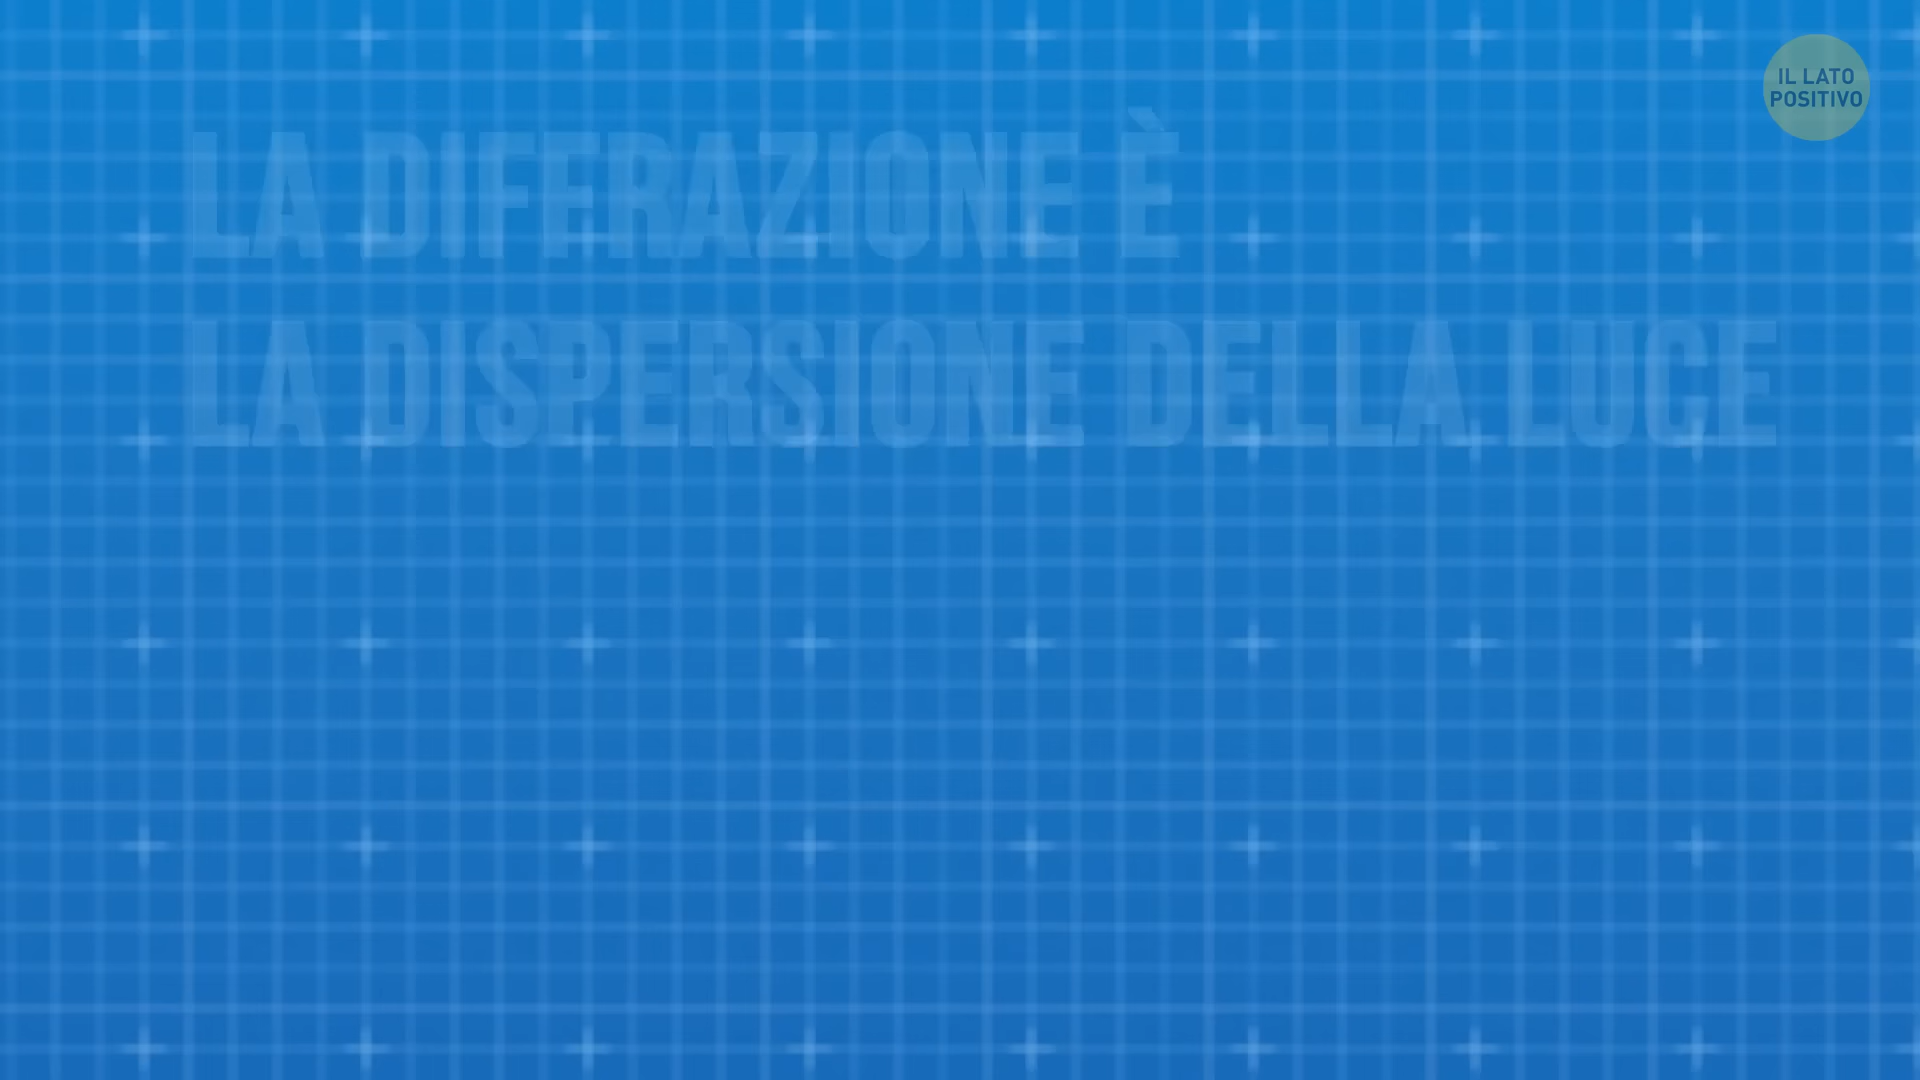 IL LATO
POSITIVO
LA DIFFRAZIONE È
LA DISPERSIONE DELLA LUCE